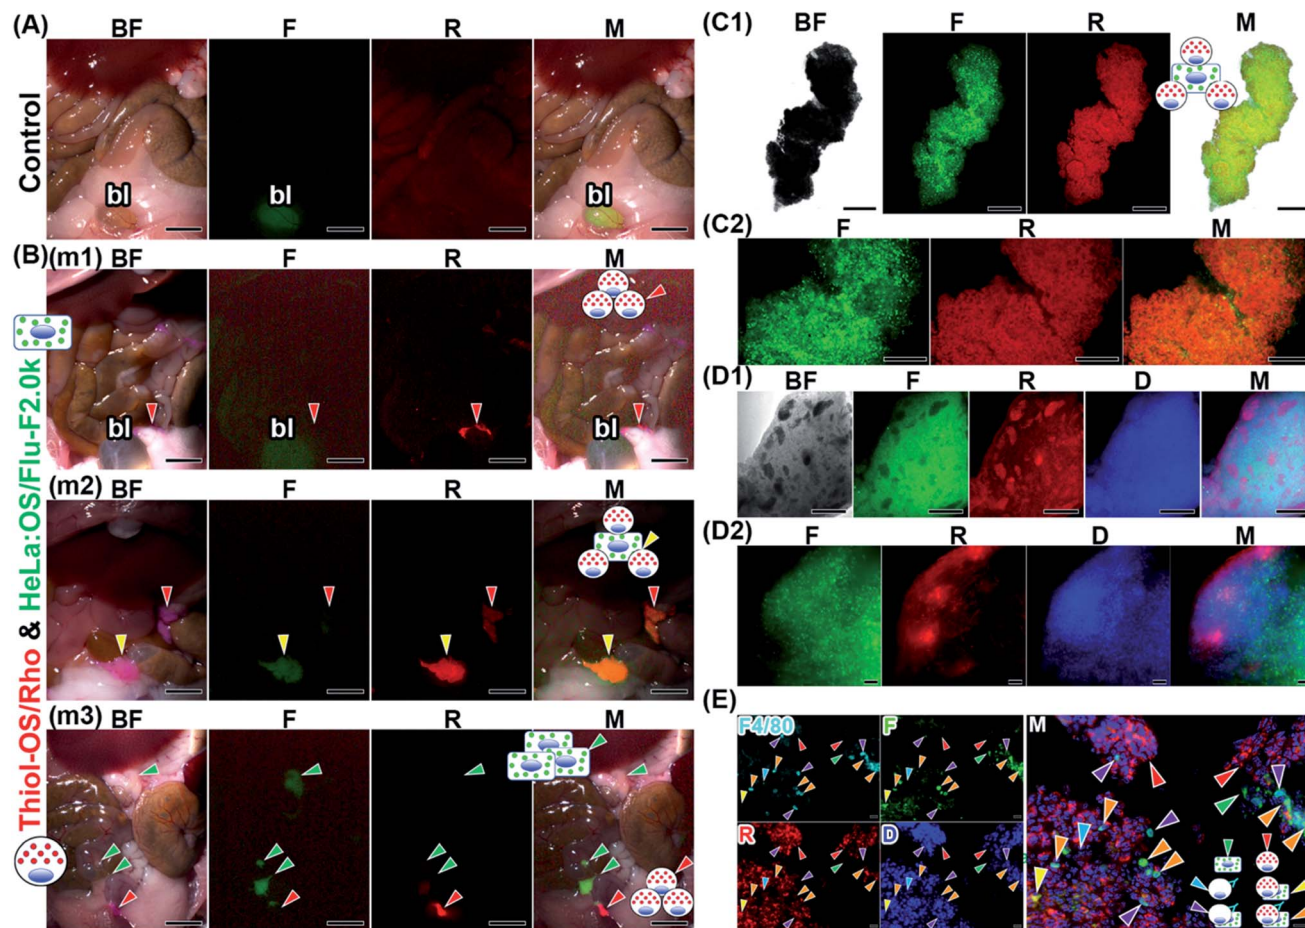 (A)
BF F R M
Control
bl bl bl
(B) (m1)
BF F R M
bl bl bl
(m2)
BF F R M
(m3)
BF F R M
Thiol-OS/Rho & HeLa:OS/Flu-F2.0k
(C1)
BF F R M
(C2)
F R M
(D1)
BF F R D M
(D2)
F R D M
(E)
F4/80 F M
R D